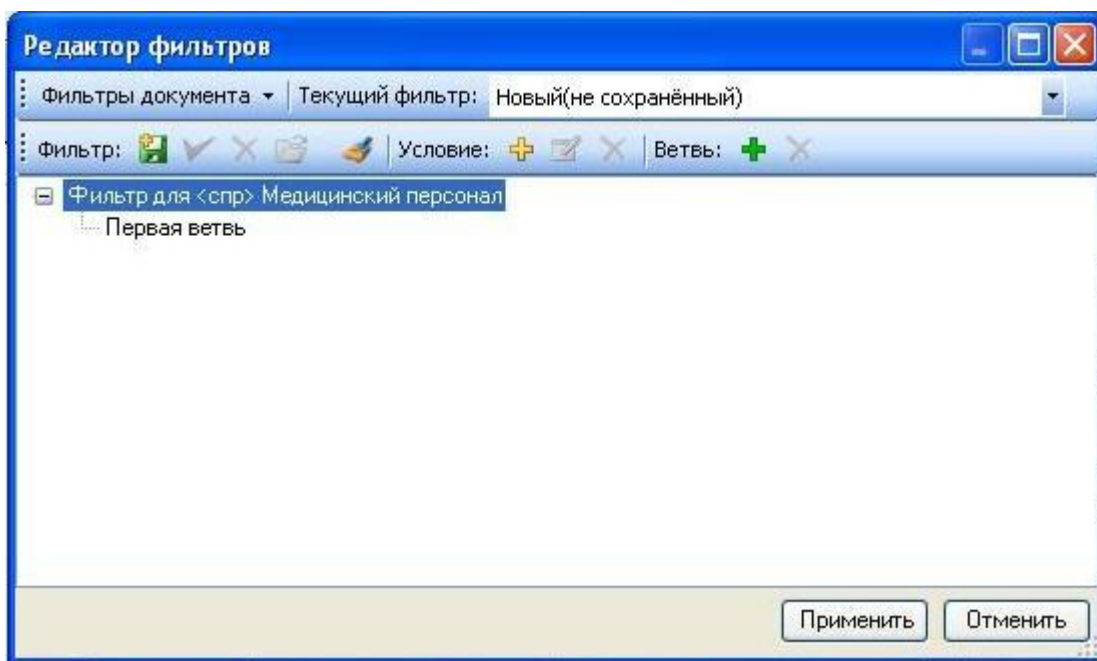 Редактор фильтров
Фильтры документа Текущий фильтр: Новый(не сохранённый)
Фильтр: Условие: Ветвь:
Фильтр для <спр> Медицинский персонал
Первая ветвь
Применить Отменить